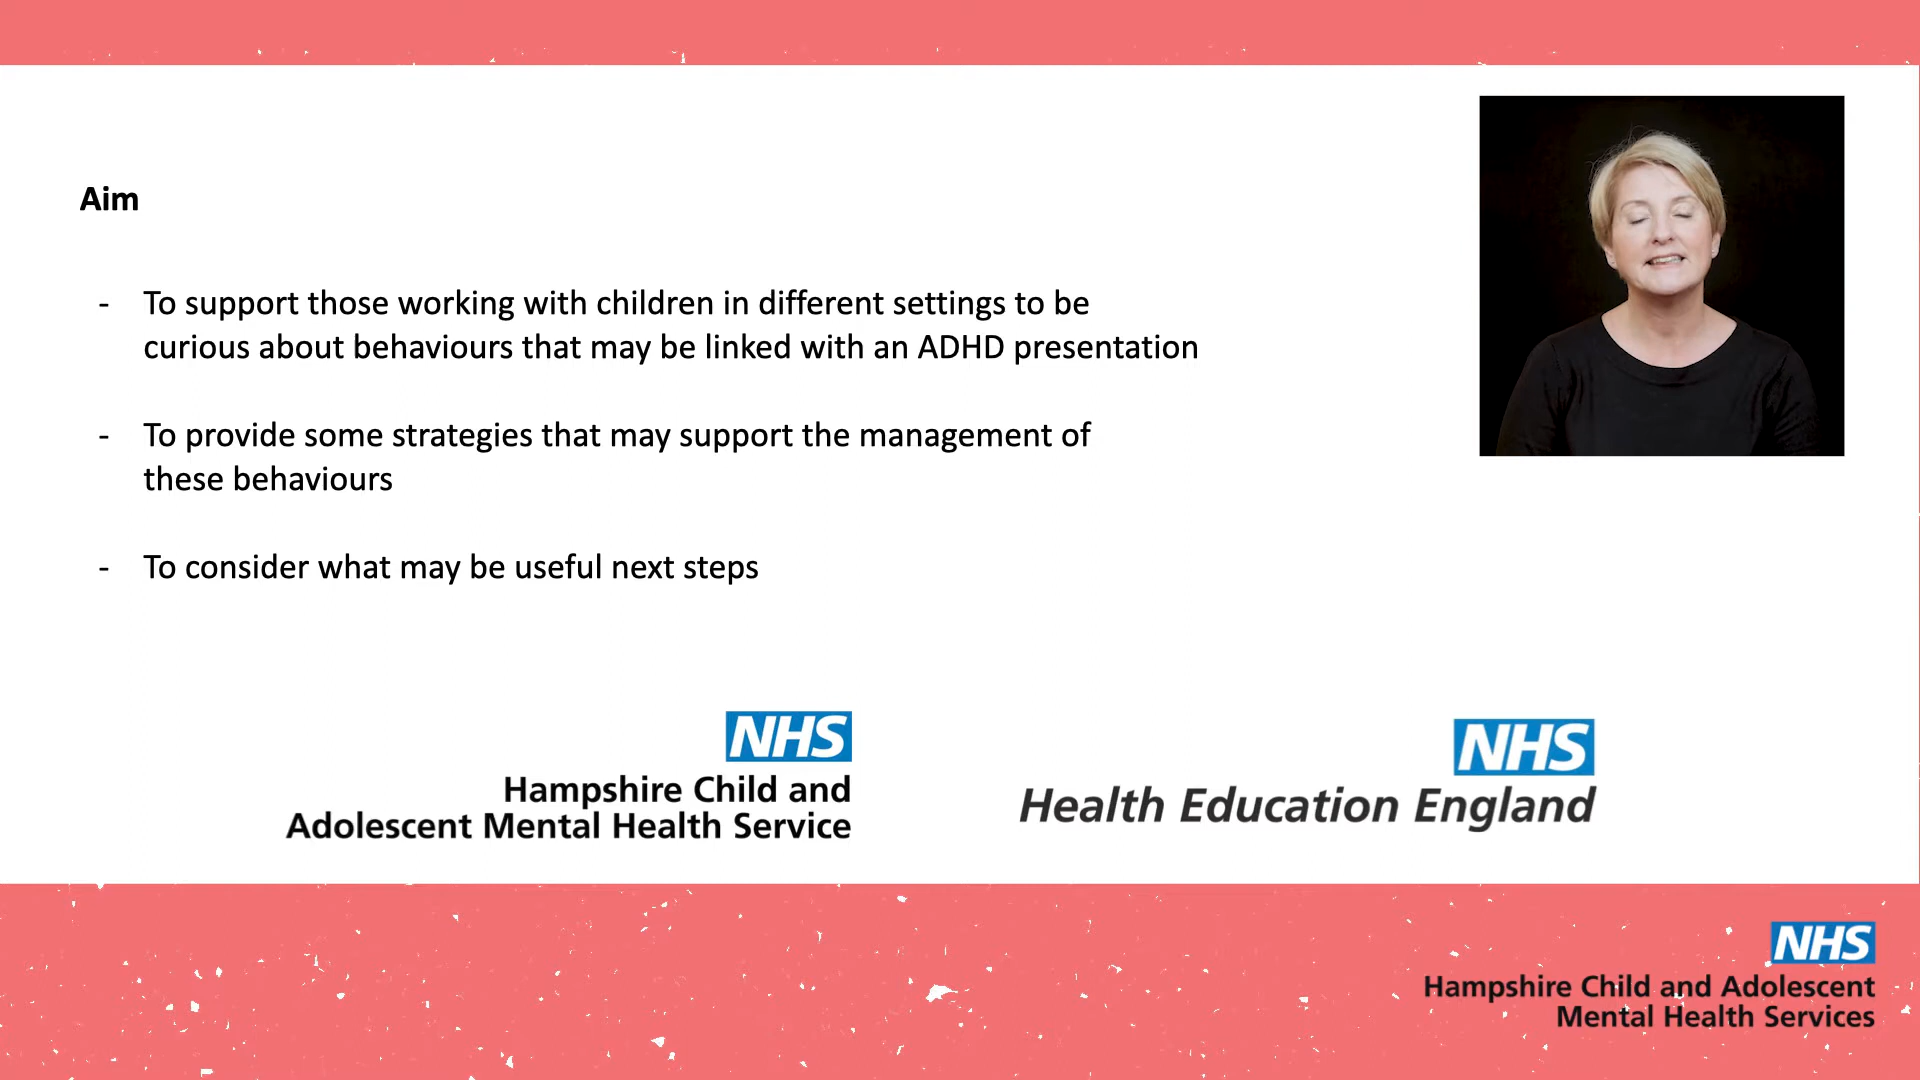 Aim
- To support those working with children in different settings to be
curious about behaviours that may be linked with an ADHD presentation
- To provide some strategies that may support the management of
these behaviours
- To consider what may be useful next steps
NHS
Hampshire Child and
Adolescent Mental Health Service
NHS
Health Education England
NHS
Hampshire Child and Adolescent
Mental Health Services